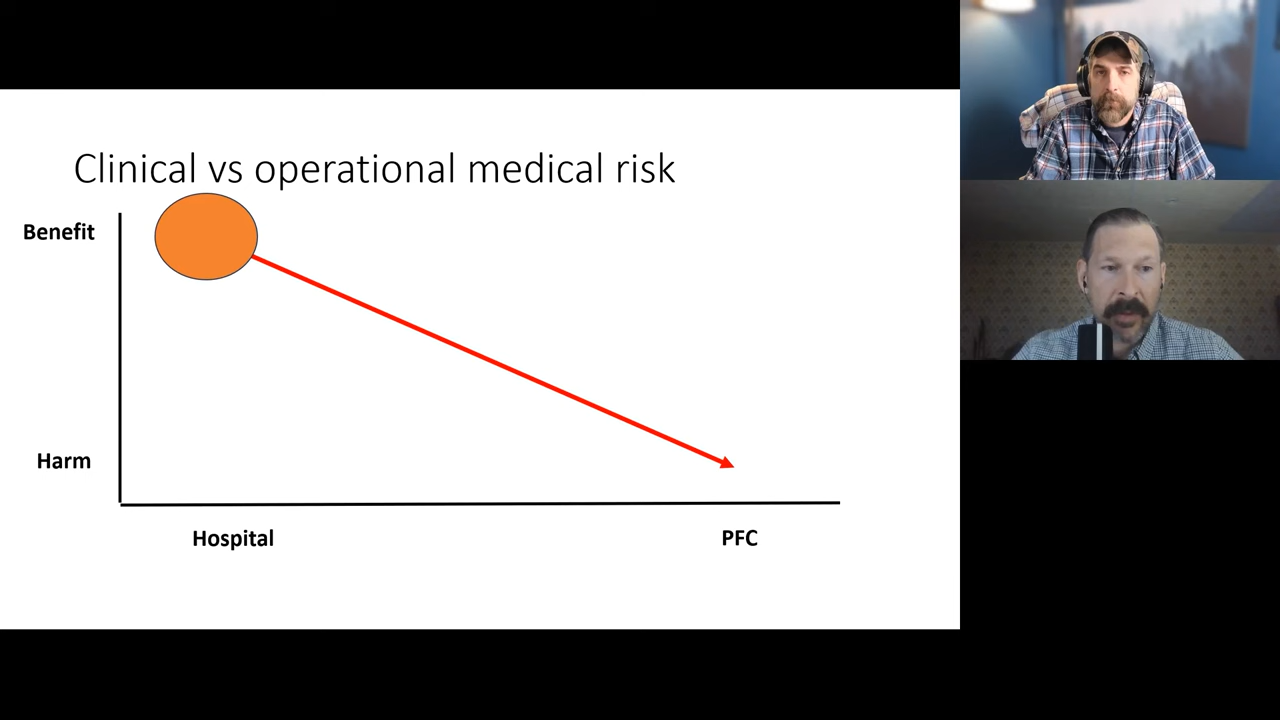 Clinical vs operational medical risk
Benefit
Harm
Hospital
PFC